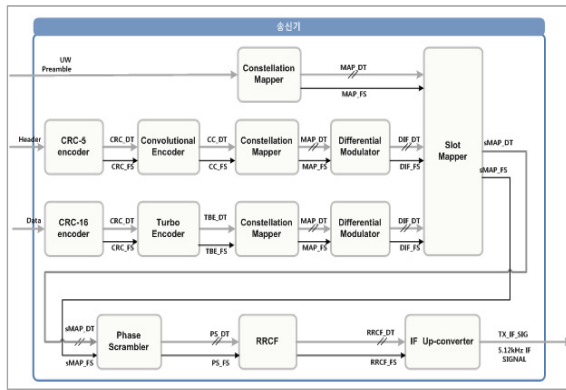 송신기
UW
Preamble
Constellation
Mapper
MAP_DT
MAP_FS
Header
CRC-5
encoder
CRC_DT
CRC_FS
Convolutional
Encoder
CC_DT
CC_FS
Constellation
Mapper
MAP_DT
MAP_FS
Differential
Modulator
DIF_DT
DIF_FS
Slot
Mapper
sMAP_DT
sMAP_FS
Data
CRC-16
encoder
CRC_DT
CRC_FS
Turbo
Encoder
TBE_DT
TBE_FS
Constellation
Mapper
MAP_DT
MAP_FS
Differential
Modulator
DIF_DT
DIF_FS
sMAP_DT
sMAP_FS
Phase
Scrambler
PS_DT
PS_FS
RRCF
RRCF_DT
RRCF_FS
IF Up-converter
TX_IF_SIG
5.12kHz IF
SIGNAL